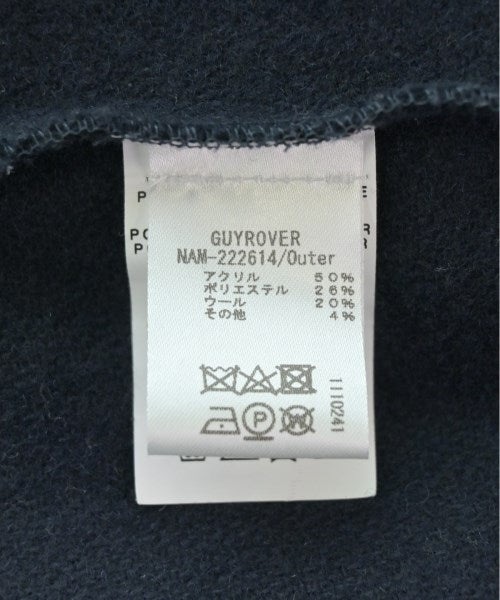 GUYROVER
NAM-222614/Outer
アクリル 50%
ポリエステル 26%
ウール 20%
その他 4%
P
W
1110241